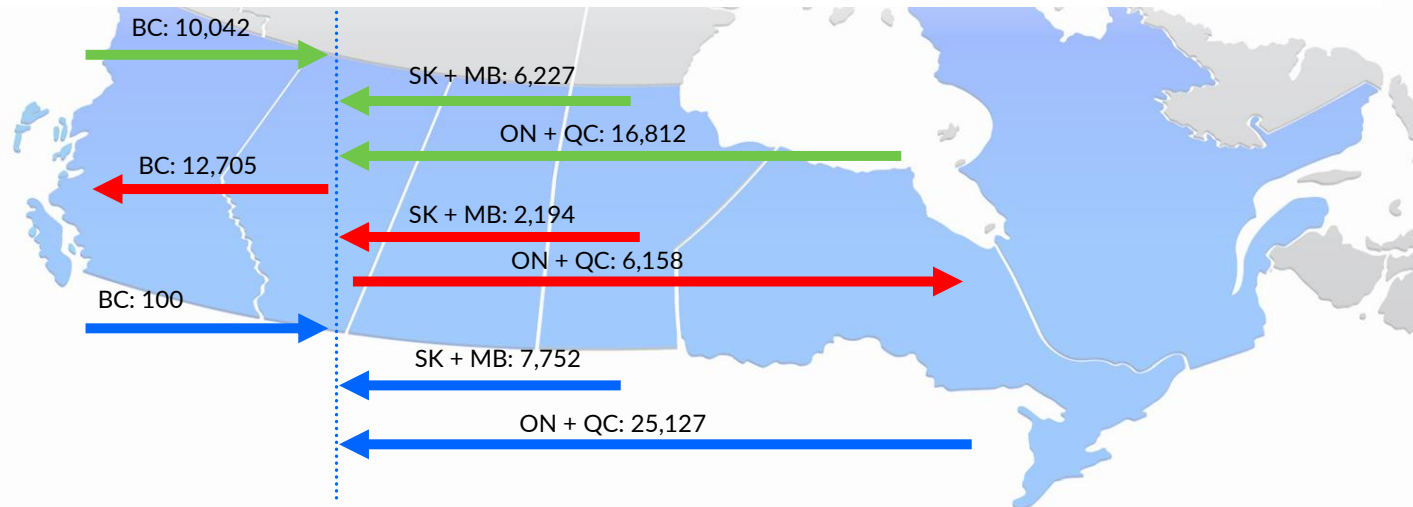 BC: 10,042
SK + MB: 6,227
ON + QC: 16,812
BC: 12,705
SK + MB: 2,194
ON + QC: 6,158
BC: 100
SK + MB: 7,752
ON + QC: 25,127